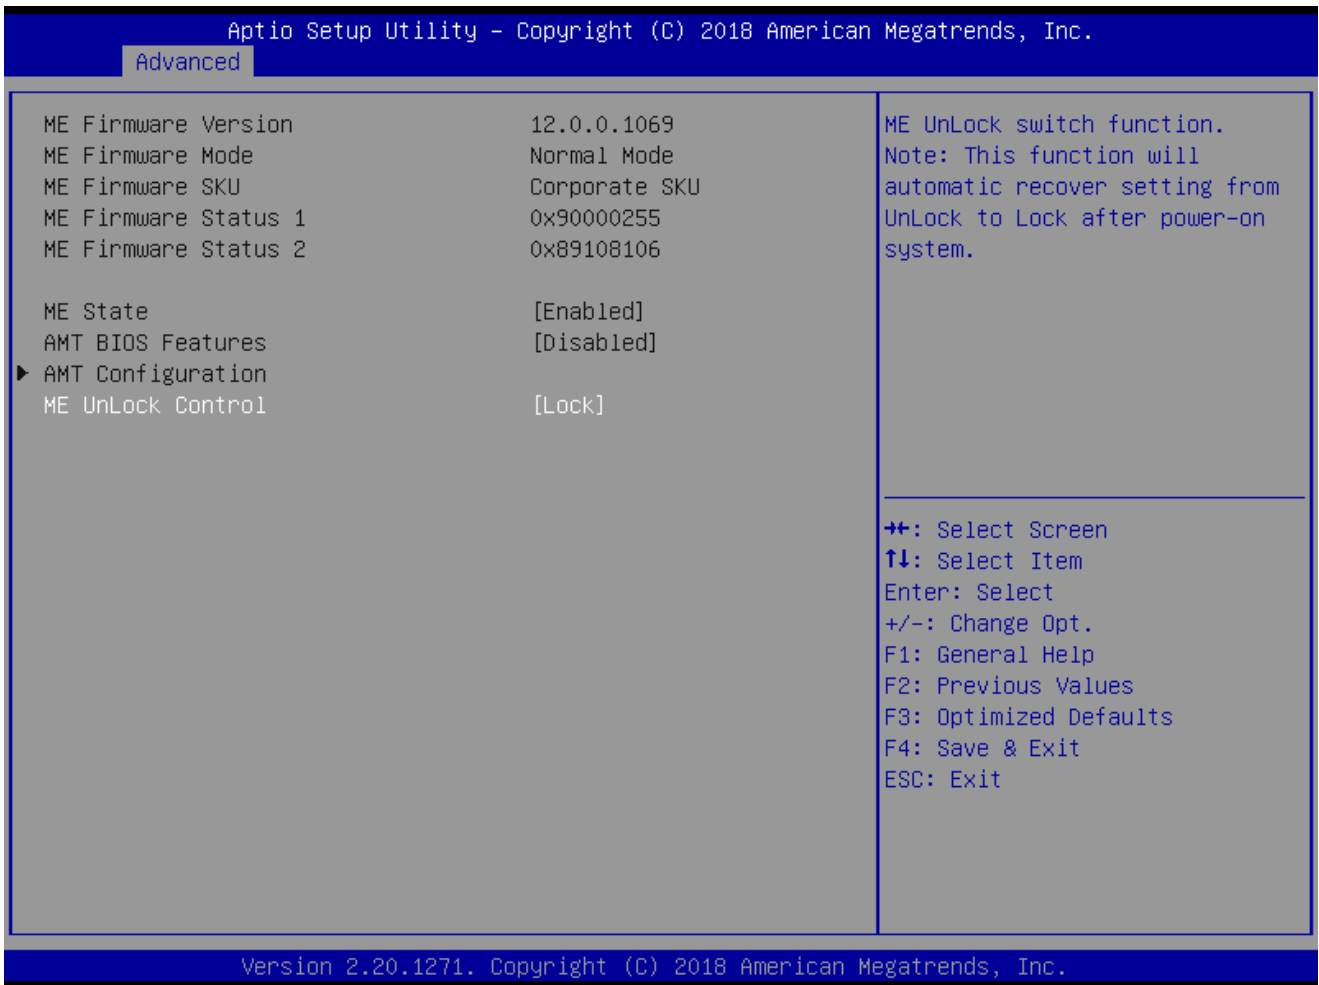 Aptio Setup Utility – Copyright (C) 2018 American Megatrends, Inc.
Advanced
ME Firmware Version 12.0.0.1069
ME Firmware Mode Normal Mode
ME Firmware SKU Corporate SKU
ME Firmware Status 1 0x90000255
ME Firmware Status 2 0x89108106
ME State [Enabled]
AMT BIOS Features [Disabled]
AMT Configuration
ME UnLock Control [Lock]
ME UnLock switch function.
Note: This function will
automatic recover setting from
UnLock to Lock after power-on
system.
→←: Select Screen
↑↓: Select Item
Enter: Select
+/-: Change Opt.
F1: General Help
F2: Previous Values
F3: Optimized Defaults
F4: Save & Exit
ESC: Exit
Version 2.20.1271. Copyright (C) 2018 American Megatrends, Inc.